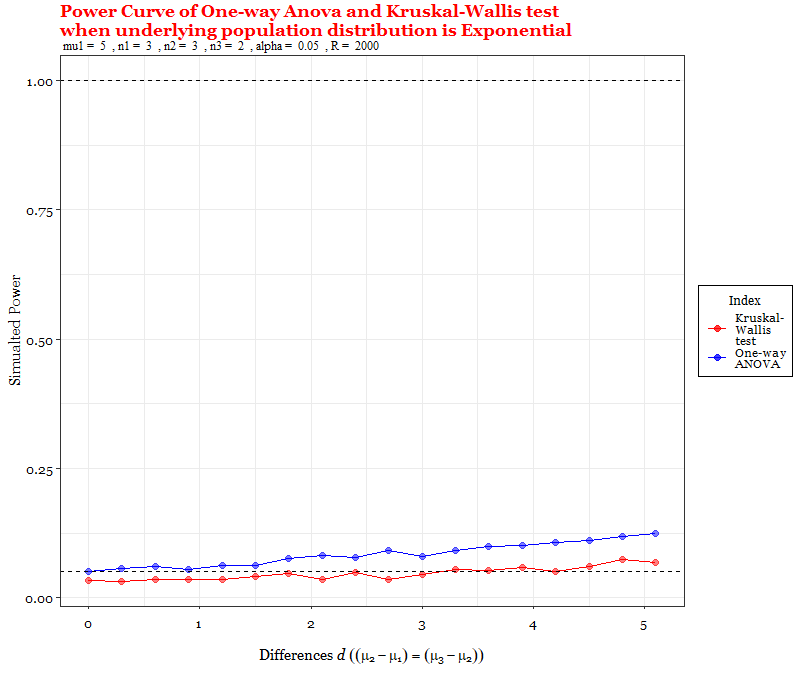 Power Curve of One-way Anova and Kruskal-Wallis test
when underlying population distribution is Exponential
mu1 = 5 , n1 = 3 , n2 = 3 , n3 = 2 , alpha = 0.05 , R = 2000
1.00
0.75
0.50
0.25
0.00
Simualted Power
0 1 2 3 4 5
Differences d ((μ₂ − μ₁) = (μ₃ − μ₂))
Index
Kruskal-
Wallis
test
One-way
ANOVA